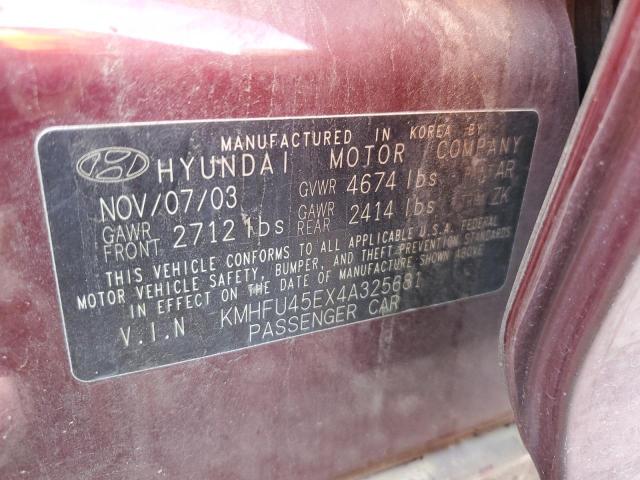 MANUFACTURED IN KOREA BY
HYUNDAI MOTOR COMPANY
NOV/07/03 GVWR 4674 lbs
GAWR FRONT 2712 lbs GAWR REAR 2414 lbs
THIS VEHICLE CONFORMS TO ALL APPLICABLE U.S.A. FEDERAL
MOTOR VEHICLE SAFETY, BUMPER, AND THEFT PREVENTION STANDARDS
IN EFFECT ON THE DATE OF MANUFACTURE SHOWN ABOVE
V.I.N KMHFU45EX4A325681
PASSENGER CAR